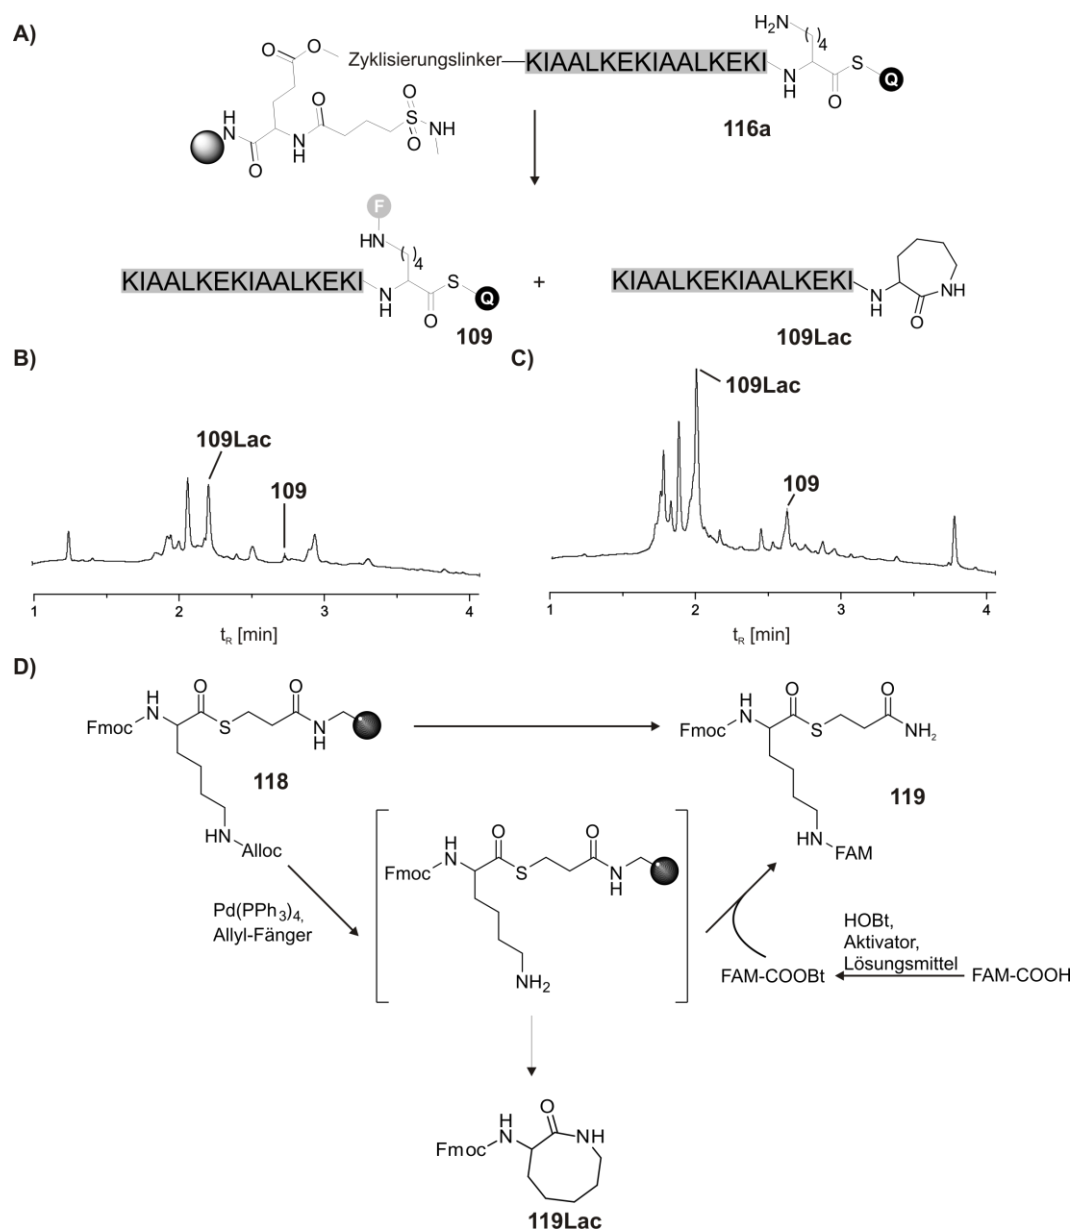 A)
H₂N
( )₄
O
Zyklisierungslinker
KIAALKEKIAALKEKI
S
Q
O
N
H
O
116a
O
O
S
NH
O
H
N
N
H
O
F
HN
( )₄
KIAALKEKIAALKEKI
S
Q
N
H
O
109
+
KIAALKEKIAALKEKI
N
H
O
NH
109Lac
B)
109Lac
109
1
2
3
4
tR [min]
C)
109Lac
109
1
2
3
4
tR [min]
D)
H
N
Fmoc
O
S
O
N
H
118
HN
Alloc
H
N
Fmoc
O
S
O
NH₂
119
HN
FAM
Pd(PPh₃)₄,
Allyl-Fänger
H
N
Fmoc
O
S
O
N
H
NH₂
HOBt,
Aktivator,
Lösungsmittel
FAM-COOBt
FAM-COOH
O
H
N
NH
Fmoc
119Lac